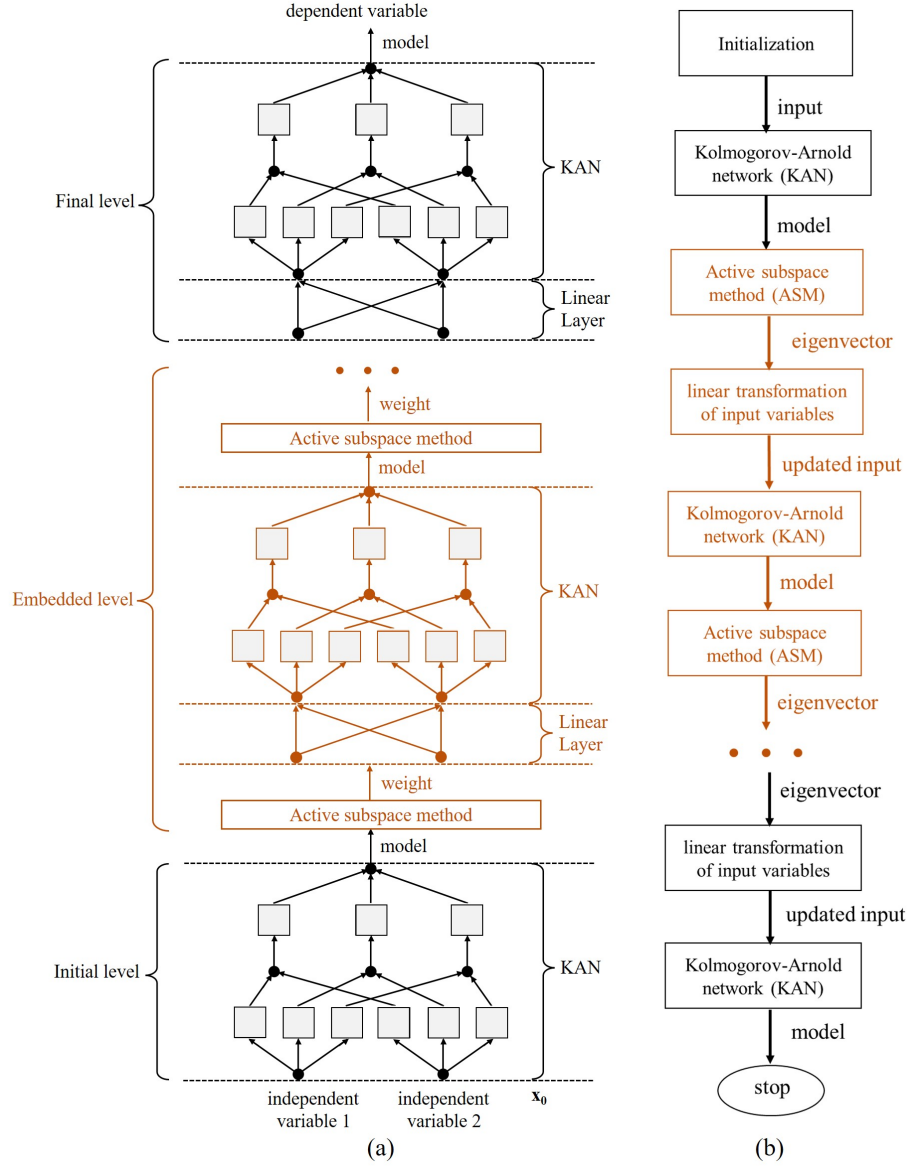 dependent variable
model
Final level
KAN
Linear
Layer
weight
Active subspace method
model
Embedded level
KAN
Linear
Layer
weight
Active subspace method
model
Initial level
KAN
independent
variable 1
independent
variable 2
x0
(a)
Initialization
input
Kolmogorov-Arnold
network (KAN)
model
Active subspace
method (ASM)
eigenvector
linear transformation
of input variables
updated input
Kolmogorov-Arnold
network (KAN)
model
Active subspace
method (ASM)
eigenvector
eigenvector
linear transformation
of input variables
updated input
Kolmogorov-Arnold
network (KAN)
model
stop
(b)